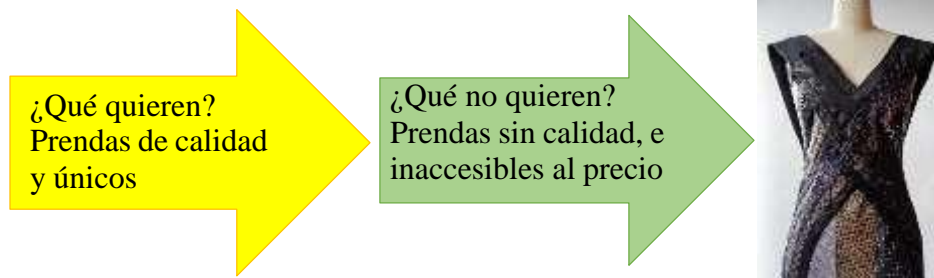 ¿Qué quieren?
Prendas de calidad
y únicos
¿Qué no quieren?
Prendas sin calidad, e
inaccesibles al precio